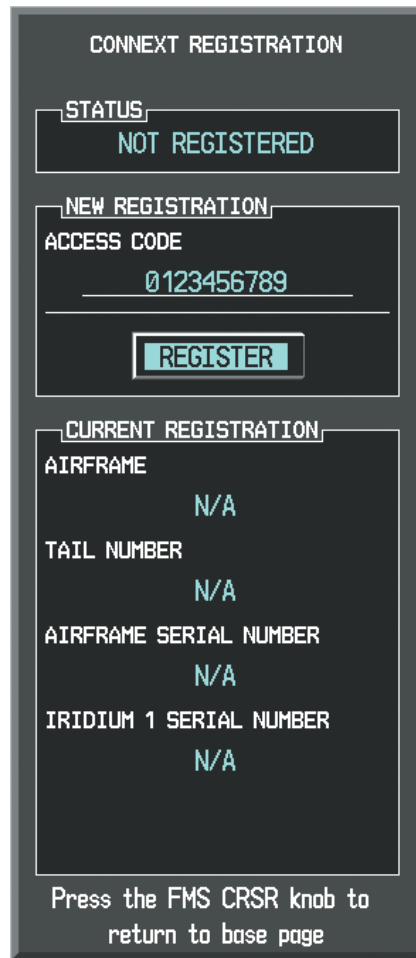 CONNEXT REGISTRATION
STATUS
NOT REGISTERED
NEW REGISTRATION
ACCESS CODE
0123456789
REGISTER
CURRENT REGISTRATION
AIRFRAME
N/A
TAIL NUMBER
N/A
AIRFRAME SERIAL NUMBER
N/A
IRIDIUM 1 SERIAL NUMBER
N/A
Press the FMS CRSR knob to
return to base page